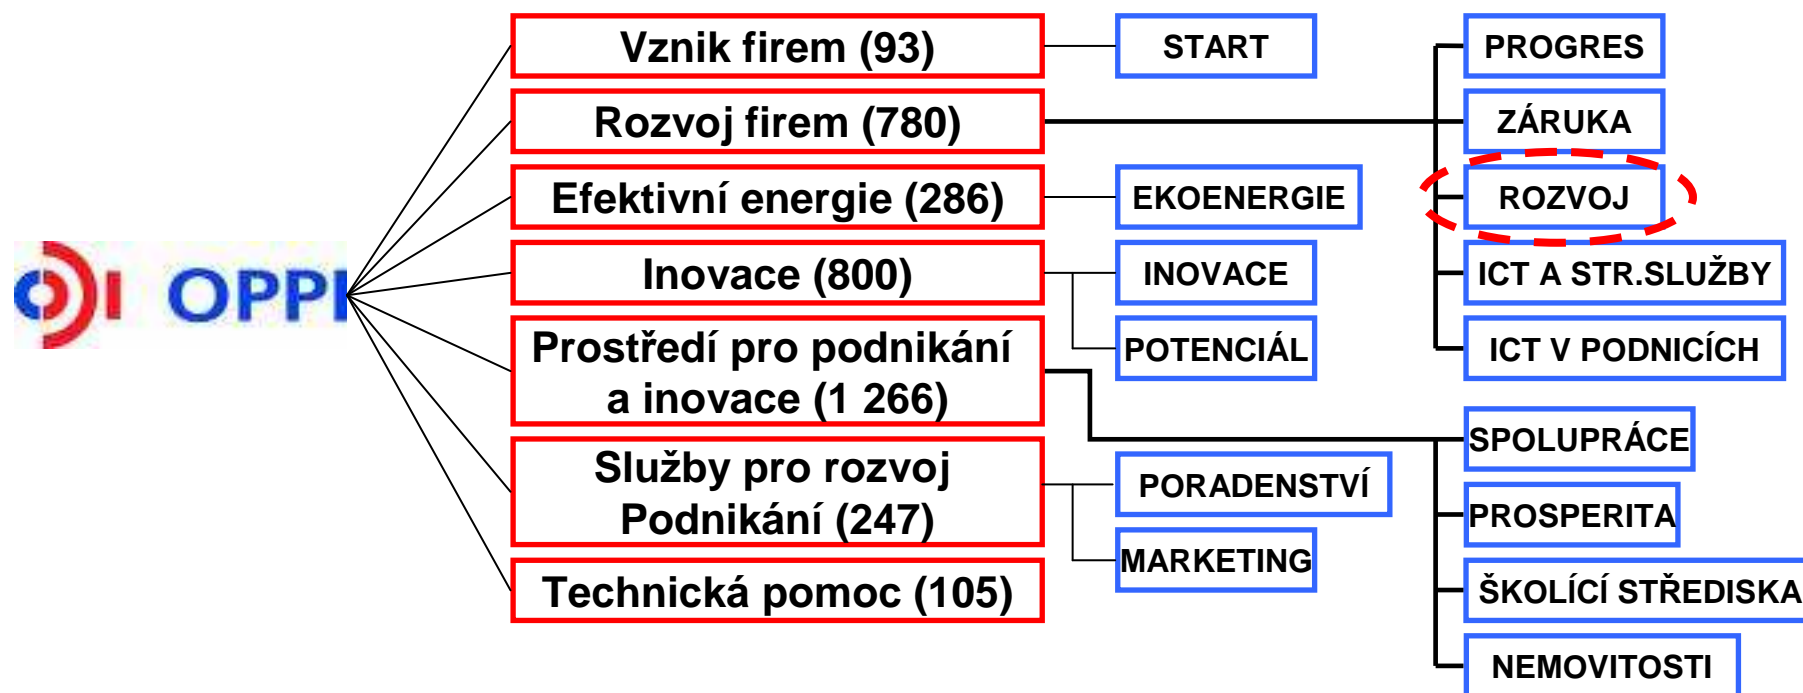 OPPI
Vznik firem (93)
START
PROGRES
Rozvoj firem (780)
ZÁRUKA
Efektivní energie (286)
EKOENERGIE
ROZVOJ
Inovace (800)
INOVACE
ICT A STR.SLUŽBY
Prostředí pro podnikání
a inovace (1 266)
POTENCIÁL
ICT V PODNICÍCH
SPOLUPRÁCE
Služby pro rozvoj
Podnikání (247)
PORADENSTVÍ
PROSPERITA
MARKETING
Technická pomoc (105)
ŠKOLÍCÍ STŘEDISKA
NEMOVITOSTI